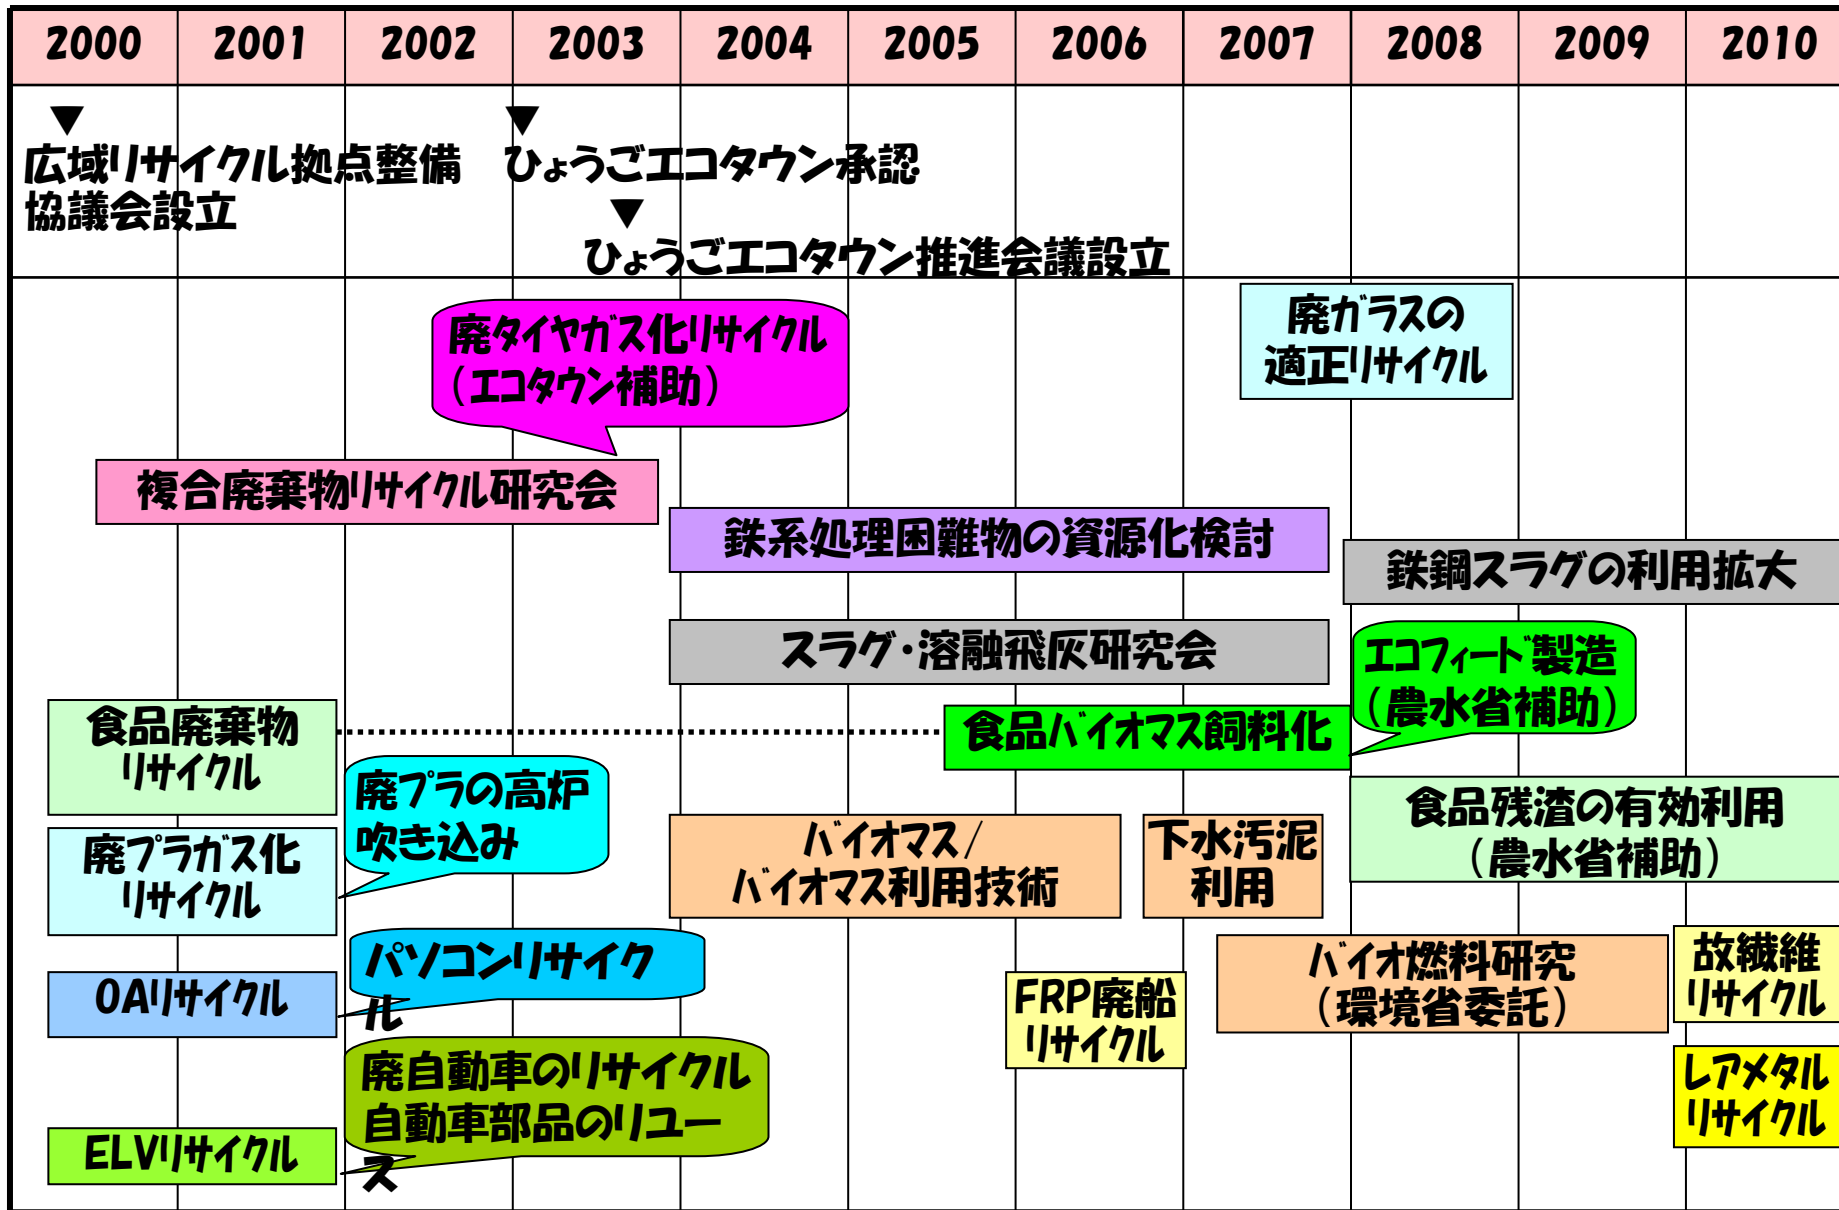 2000 2001 2002 2003 2004 2005 2006 2007 2008 2009 2010
▼ ▼
広域リサイクル拠点整備
協議会設立
ひょうごエコタウン承認
▼
ひょうごエコタウン推進会議設立
廃タイヤガス化リサイクル
（エコタウン補助）
廃ガラスの
適正リサイクル
複合廃棄物リサイクル研究会
鉄系処理困難物の資源化検討
鉄鋼スラグの利用拡大
スラグ・溶融飛灰研究会
エコフィード製造
（農水省補助）
食品廃棄物
リサイクル
食品バイオマス飼料化
廃プラの高炉
吹き込み
食品残渣の有効利用
（農水省補助）
廃プラガス化
リサイクル
バイオマス/
バイオマス利用技術
下水汚泥
利用
パソコンリサイク
ル
OAリサイクル
FRP廃船
リサイクル
バイオ燃料研究
（環境省委託）
故繊維
リサイクル
廃自動車のリサイクル
自動車部品のリユー
ス
ELVリサイクル
レアメタル
リサイクル